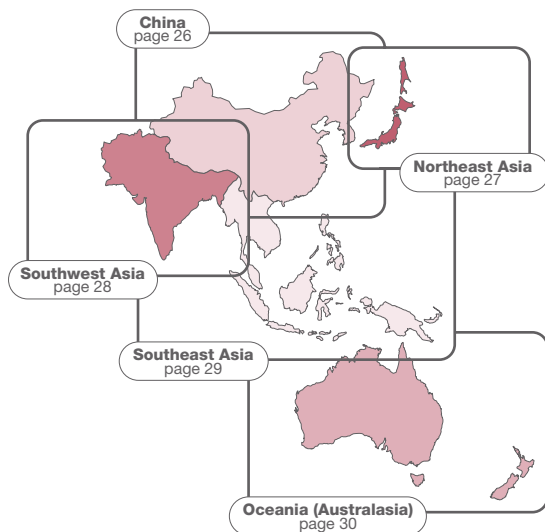 China
page 26
Northeast Asia
page 27
Southwest Asia
page 28
Southeast Asia
page 29
Oceania (Australasia)
page 30